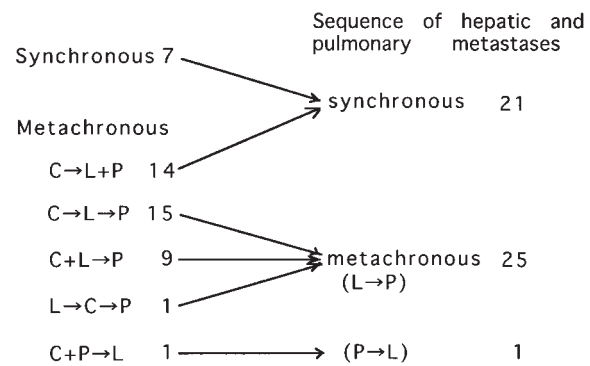 Sequence of hepatic and
pulmonary metastases
Synchronous 7
synchronous 21
Metachronous
C→L+P 14
C→L→P 15
C+L→P 9
metachronous 25
(L→P)
L→C→P 1
C+P→L 1
(P→L) 1